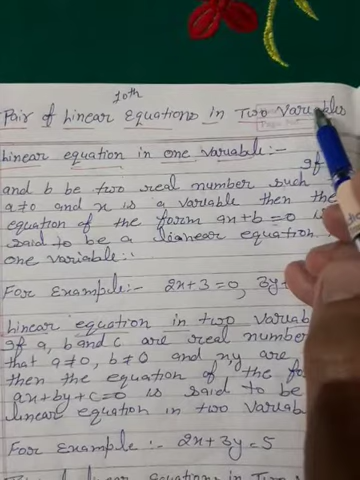 10th
Pair of Linear Equations in Two Variables
Linear equation in one variable:-
If
and b be two real number such
a≠0 and x is a variable then the
equation of the form ax+b=0 is
said to be a lianear equation
one variable:
For Example:- 2x+3=0, 3y+
Linear equation in two variab
If a, b and c are real number
that a≠0, b≠0 and xy are
then the equation of the fo
ax+by+c=0 is said to be
linear equation in two variab
For Example :- 2x+3y=5